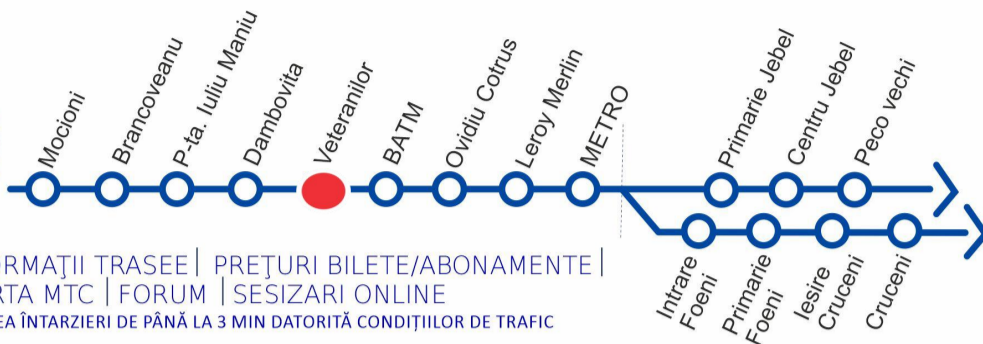 Mocioni
Brancoveanu
P-ta. Iuliu Maniu
Dambovita
Veteranilor
BATM
Ovidiu Cotrus
Leroy Merlin
METRO
Primarie Jebel
Centru Jebel
Peco vechi
Intrare
Foeni
Primarie
Foeni
Iesire
Cruceni
Cruceni
ORMAŢII TRASEE| PREŢURI BILETE/ABONAMENTE|
RTA MTC | FORUM | SESIZARI ONLINE
EA ÎNTARZIERI DE PÂNĂ LA 3 MIN DATORITĂ CONDIȚIILOR DE TRAFIC